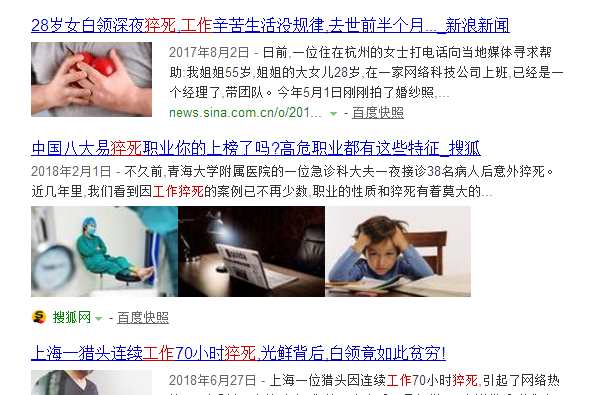 28岁女白领深夜猝死,工作辛苦生活没规律,去世前半个月..._新浪新闻
2017年8月2日 - 日前,一位住在杭州的女士打电话向当地媒体寻求帮
助:我姐姐55岁,姐姐的大女儿28岁,在一家网络科技公司上班,已经是一
个经理了,带团队。今年5月1日刚刚拍了婚纱照,...
news.sina.com.cn/o/201... - 百度快照
中国八大易猝死职业你的上榜了吗?高危职业都有这些特征_搜狐
2018年2月1日 - 不久前,青海大学附属医院的一位急诊科大夫一夜接诊38名病人后意外猝死。
近几年里,我们看到因工作猝死的案例已不再少数,职业的性质和猝死有着莫大的...
搜狐网 - 百度快照
上海一猎头连续工作70小时猝死,光鲜背后,白领竟如此贫穷!
2018年6月27日 - 上海一位猎头因连续工作70小时猝死,引起了网络热